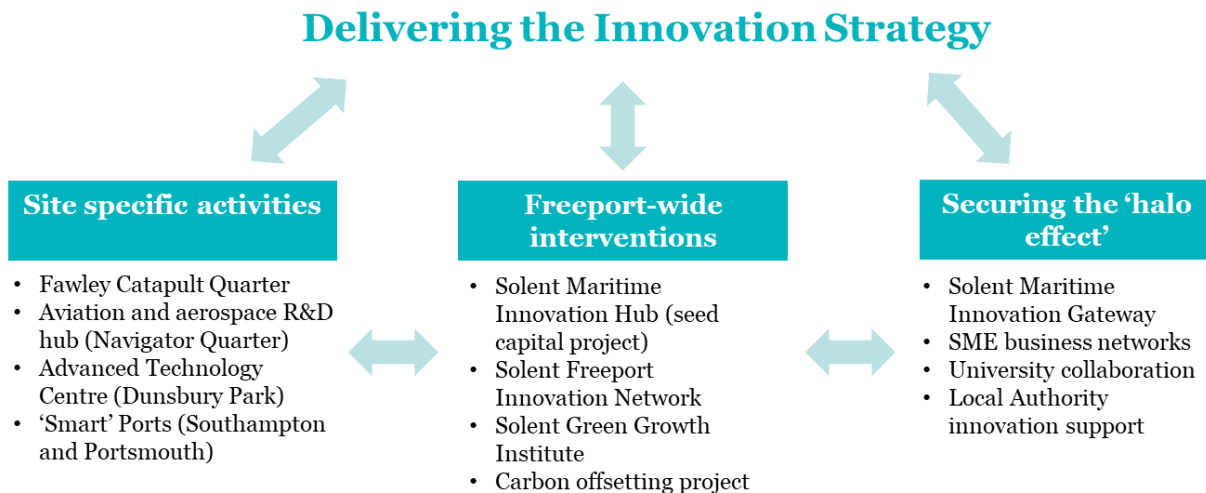 Delivering the Innovation Strategy
Site specific activities
• Fawley Catapult Quarter
• Aviation and aerospace R&D
hub (Navigator Quarter)
• Advanced Technology
Centre (Dunsbury Park)
• ‘Smart’ Ports (Southampton
and Portsmouth)
Freeport-wide
interventions
• Solent Maritime
Innovation Hub (seed
capital project)
• Solent Freeport
Innovation Network
• Solent Green Growth
Institute
• Carbon offsetting project
Securing the ‘halo
effect’
• Solent Maritime
Innovation Gateway
• SME business networks
• University collaboration
• Local Authority
innovation support